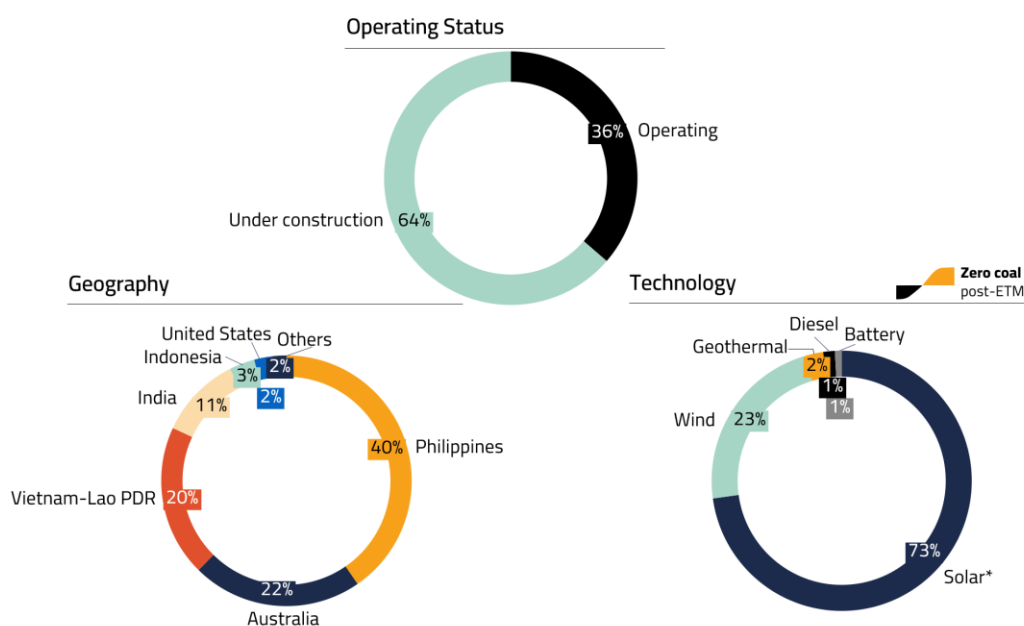 Operating Status
36%
Operating
Under construction
64%
Geography
United States
Others
Indonesia
2%
3%
2%
India
11%
Philippines
40%
Vietnam-Lao PDR
20%
22%
Australia
Technology
Zero coal
post-ETM
Diesel
Battery
Geothermal
2%
1%
1%
Wind
23%
73%
Solar*